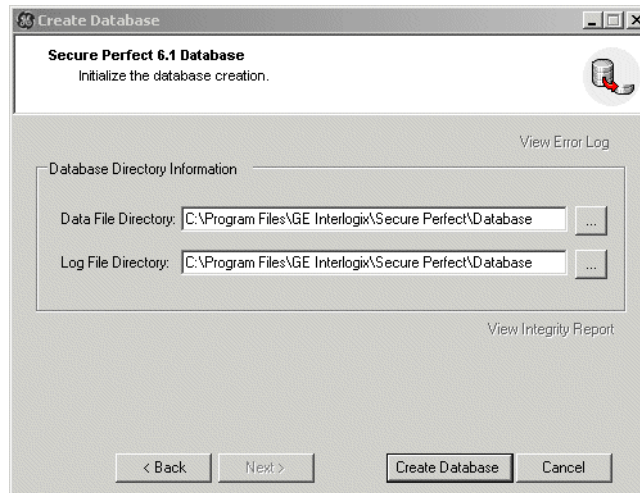 Create Database
Secure Perfect 6.1 Database
Initialize the database creation.
View Error Log
Database Directory Information
Data File Directory: C:\Program Files\GE Interlogix\Secure Perfect\Database ...
Log File Directory: C:\Program Files\GE Interlogix\Secure Perfect\Database ...
View Integrity Report
< Back Next > Create Database Cancel